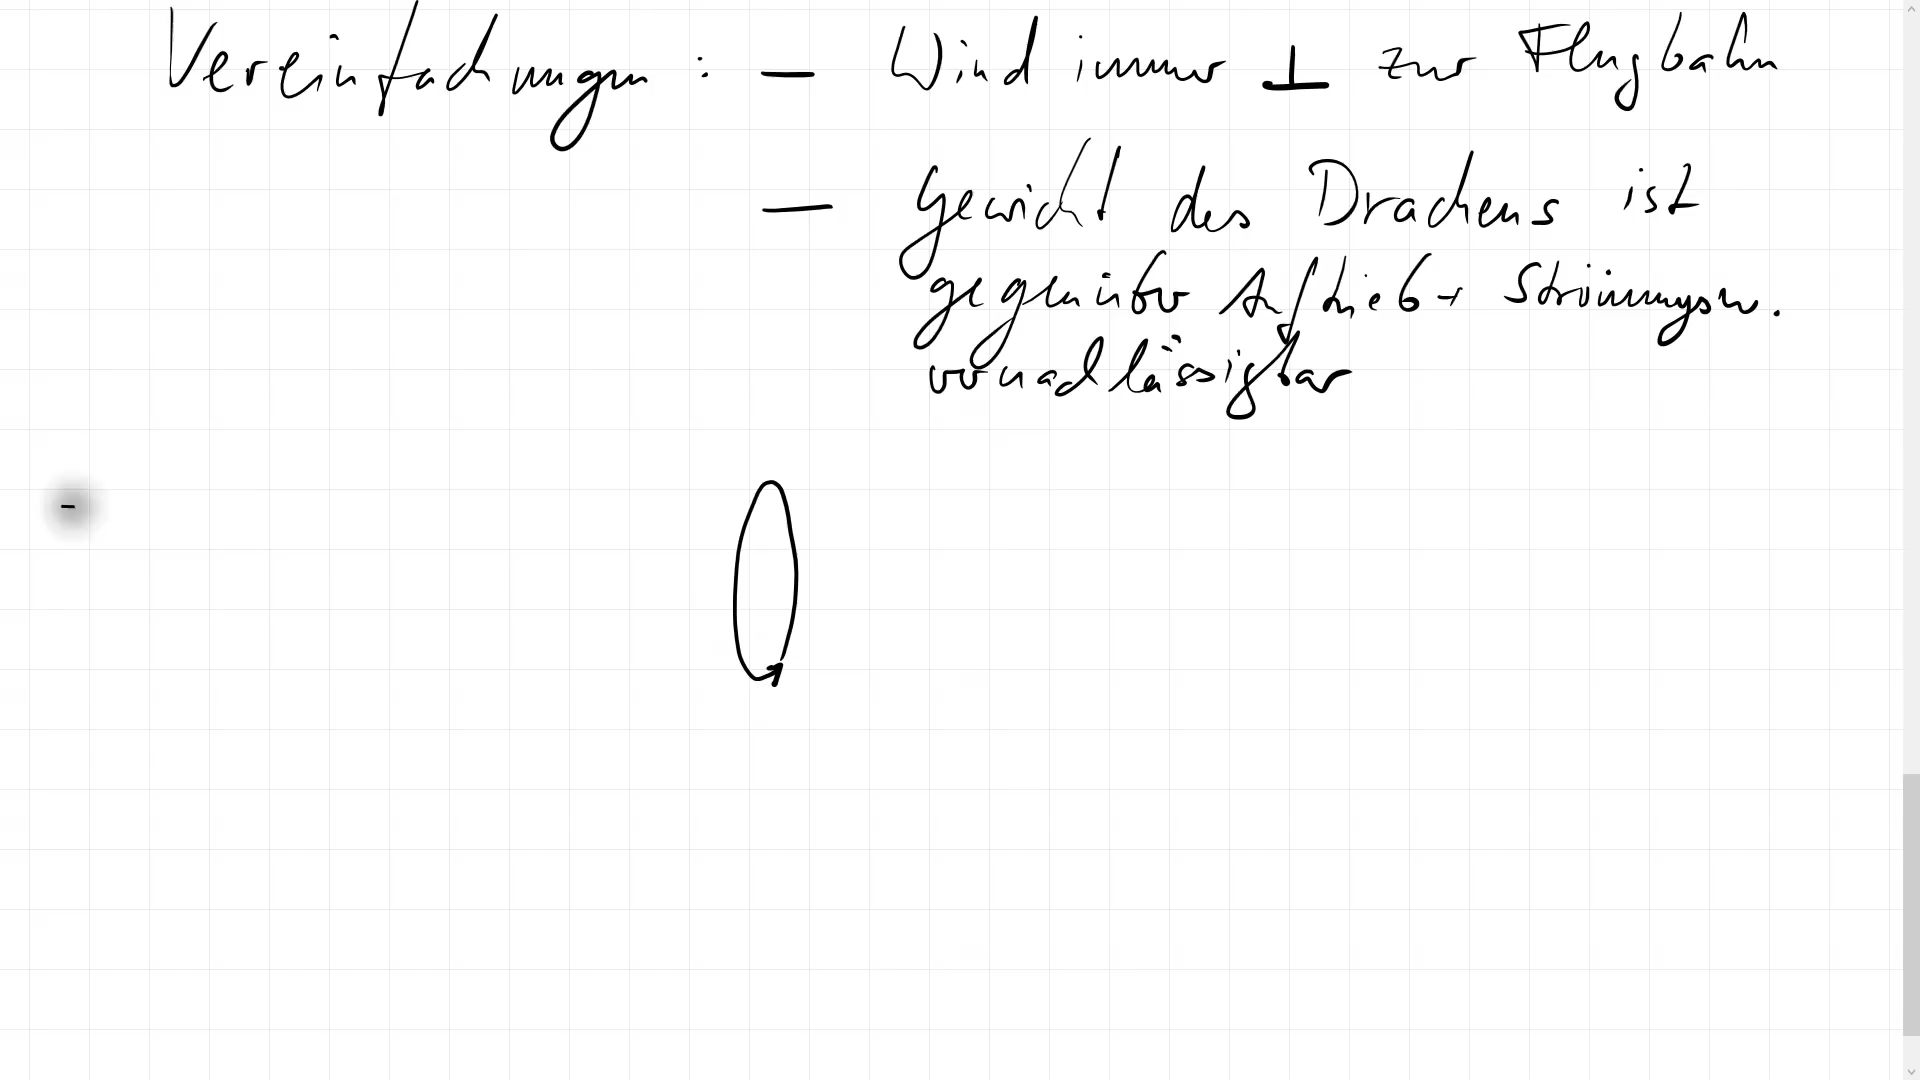 Vereinfachungen: — Wind immer ⊥ zur Flugbahn
— Gewicht des Drachens ist
gegenüber Auftrieb + Strömungsw.
vernachlässigbar